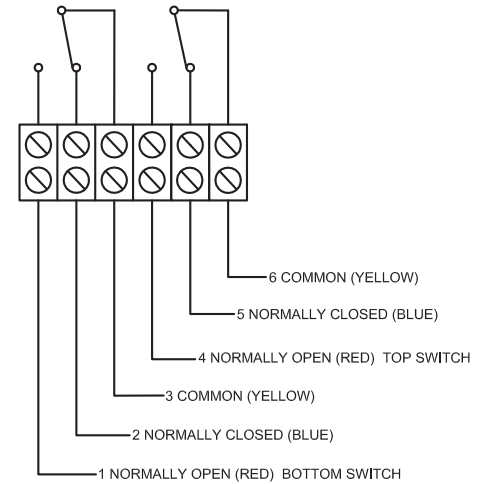 6 COMMON (YELLOW)
5 NORMALLY CLOSED (BLUE)
4 NORMALLY OPEN (RED) TOP SWITCH
3 COMMON (YELLOW)
2 NORMALLY CLOSED (BLUE)
1 NORMALLY OPEN (RED) BOTTOM SWITCH